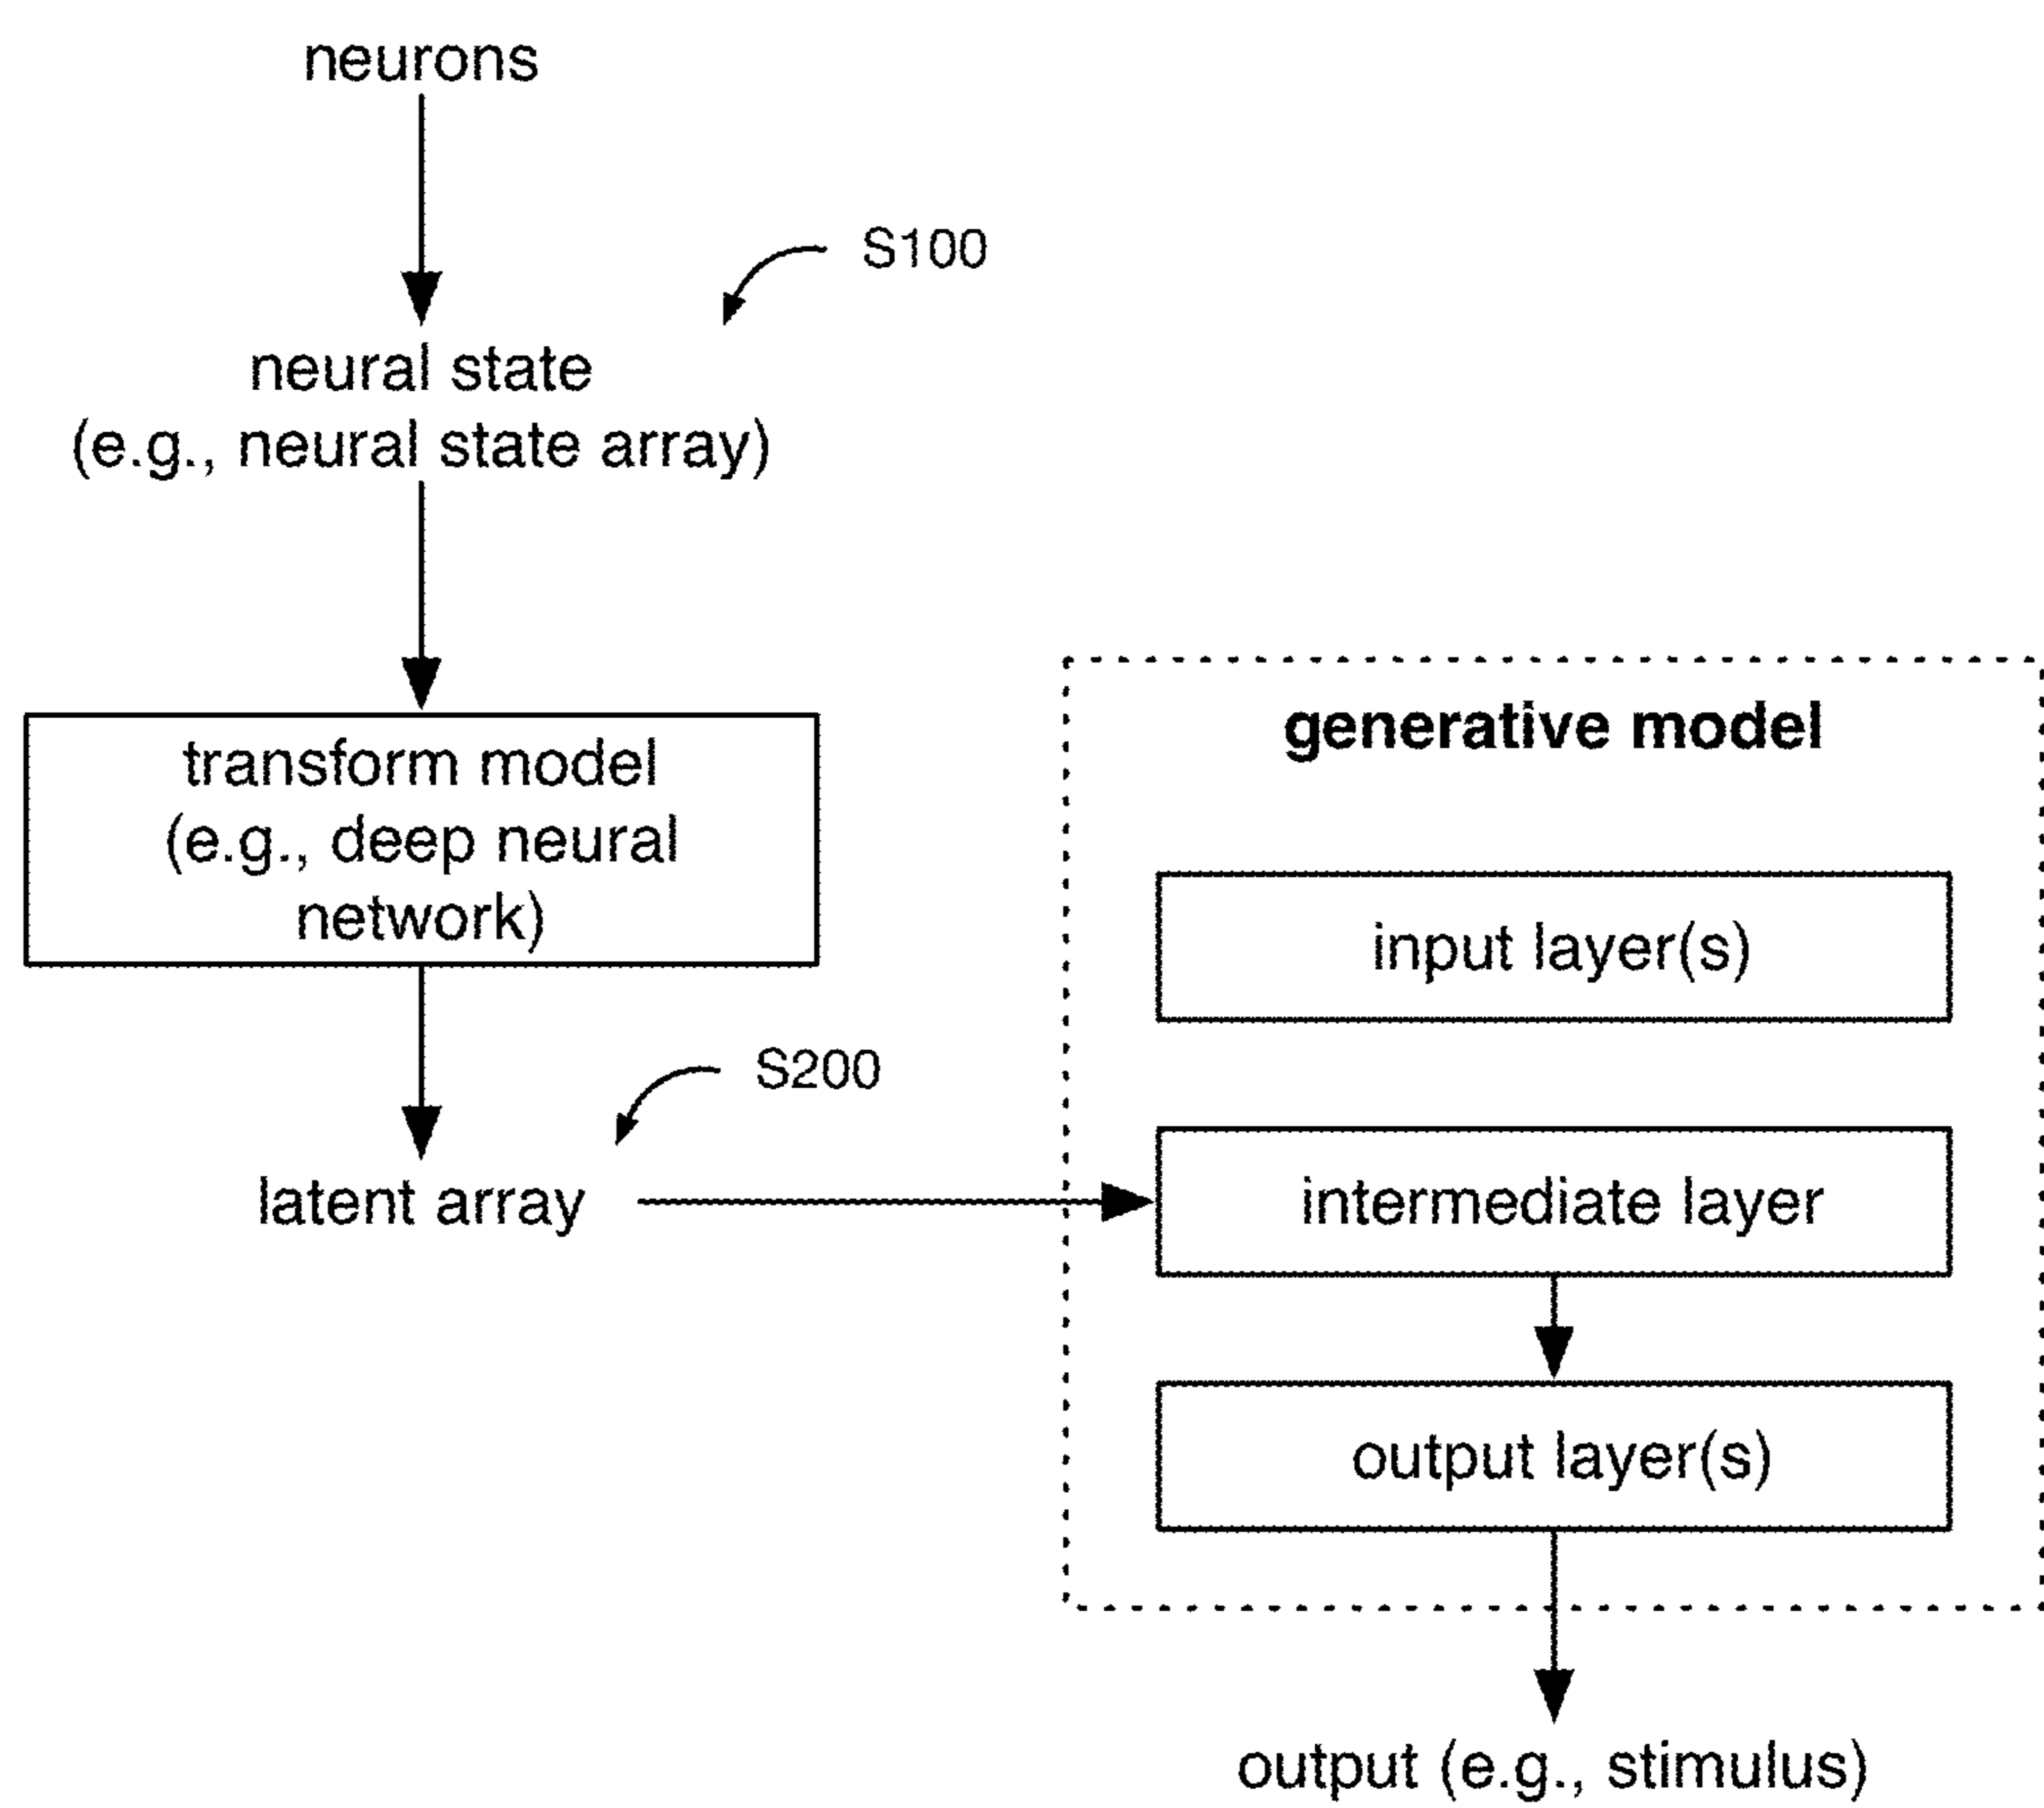 neurons
S100
neural state
(e.g., neural state array)
transform model
(e.g., deep neural
network)
S200
latent array
generative model
input layer(s)
intermediate layer
output layer(s)
output (e.g., stimulus)